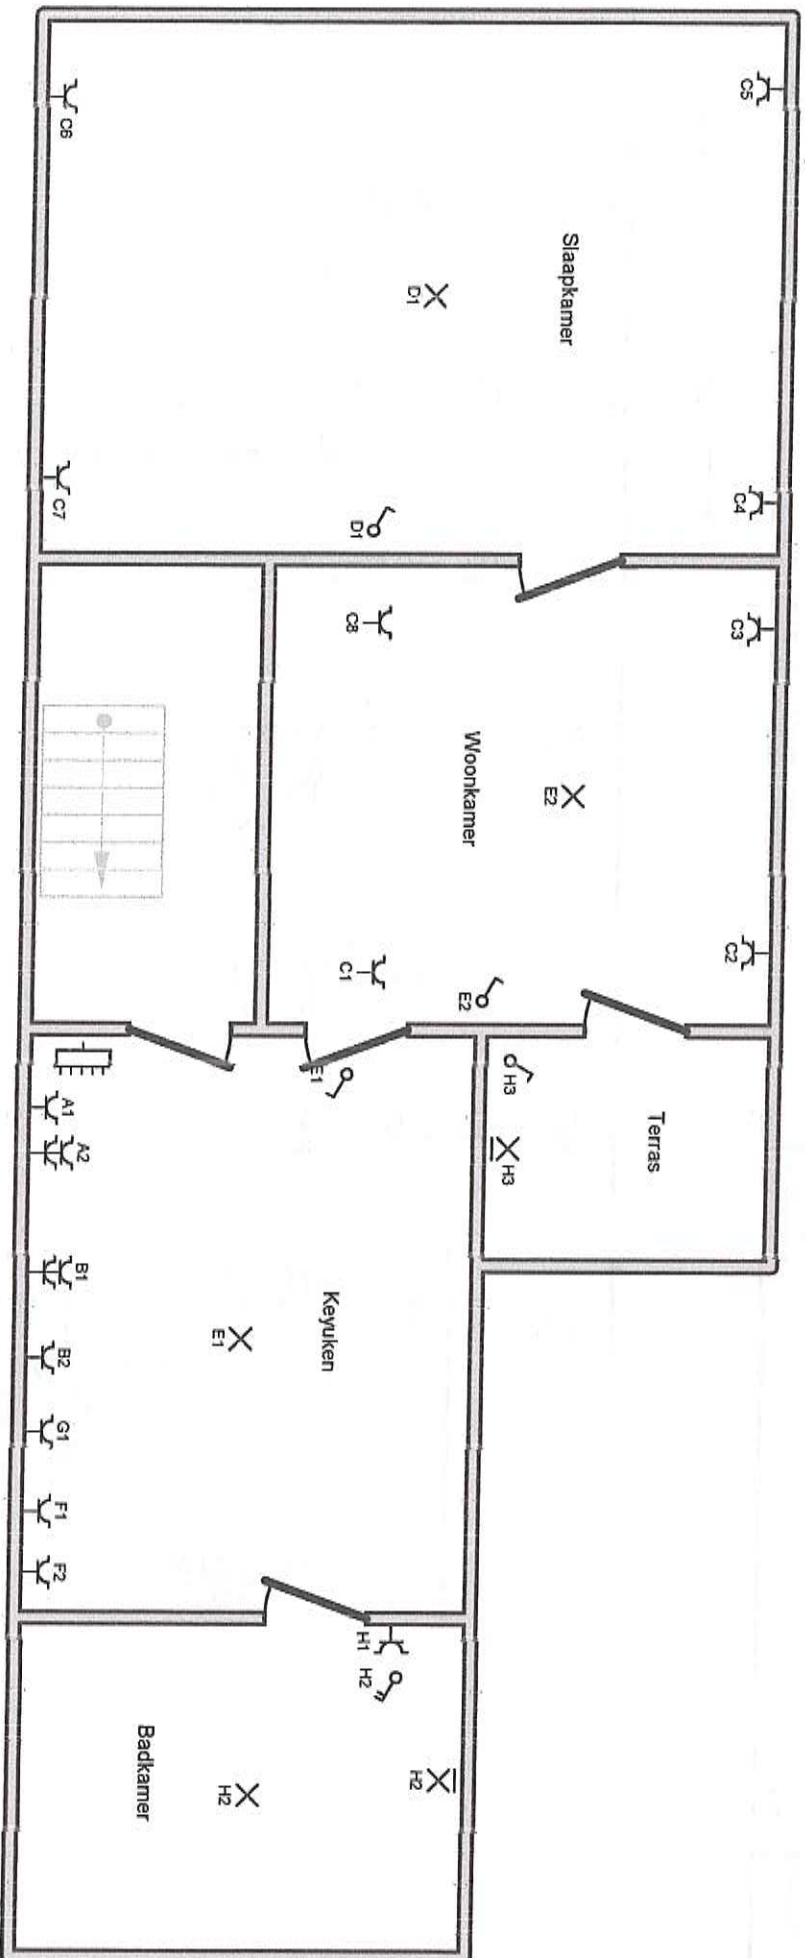 C5
C6
Slaapkamer
D1
C4
C7
D1
C3
C8
Woonkamer
E2
C2
C1
E2
H3
Terras
H3
E1
A1
A2
B1
Keyuken
E1
B2
G1
F1
F2
H1
H2
Badkamer
H2
H2